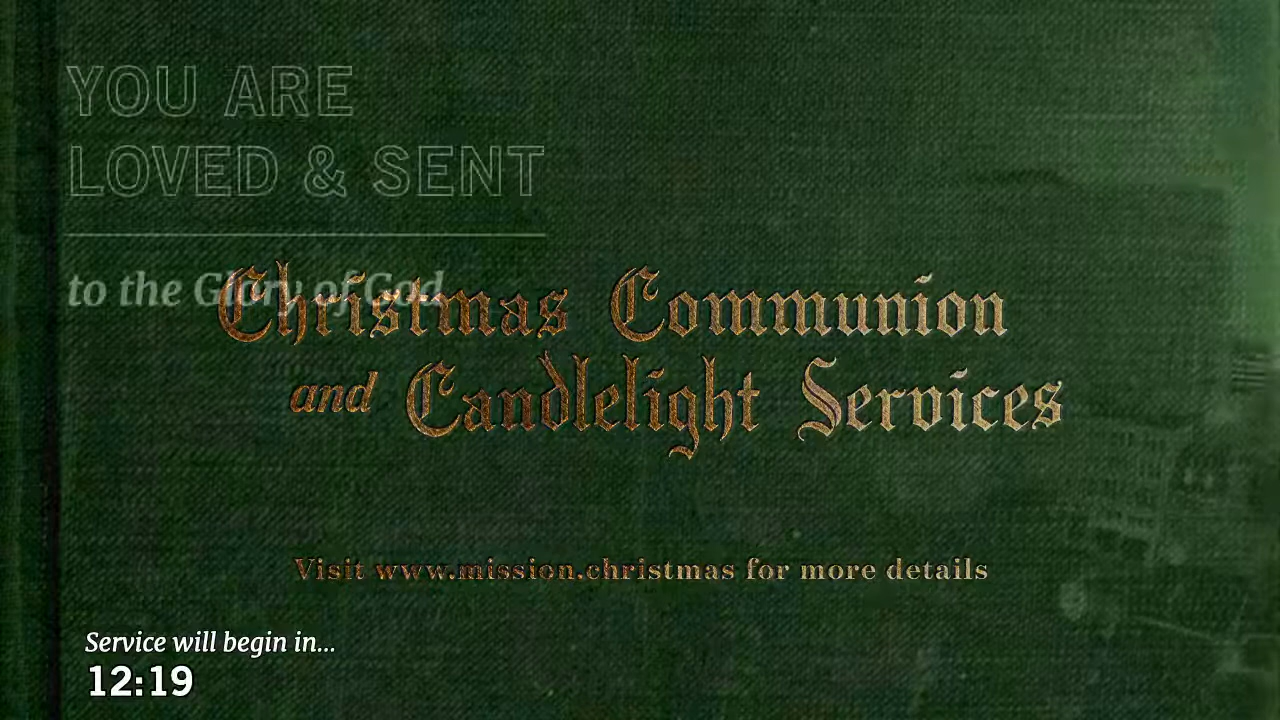 YOU ARE
LOVED & SENT
to the Glory of God
Christmas Communion
and Candlelight Services
Visit www.mission.christmas for more details
Service will begin in...
12:19